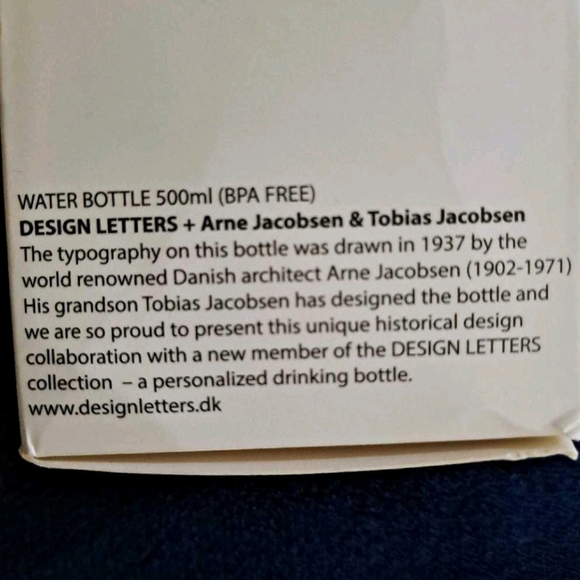 WATER BOTTLE 500ml (BPA FREE)
DESIGN LETTERS + Arne Jacobsen & Tobias Jacobsen
The typography on this bottle was drawn in 1937 by the
world renowned Danish architect Arne Jacobsen (1902-1971)
His grandson Tobias Jacobsen has designed the bottle and
we are so proud to present this unique historical design
collaboration with a new member of the DESIGN LETTERS
collection – a personalized drinking bottle.
www.designletters.dk